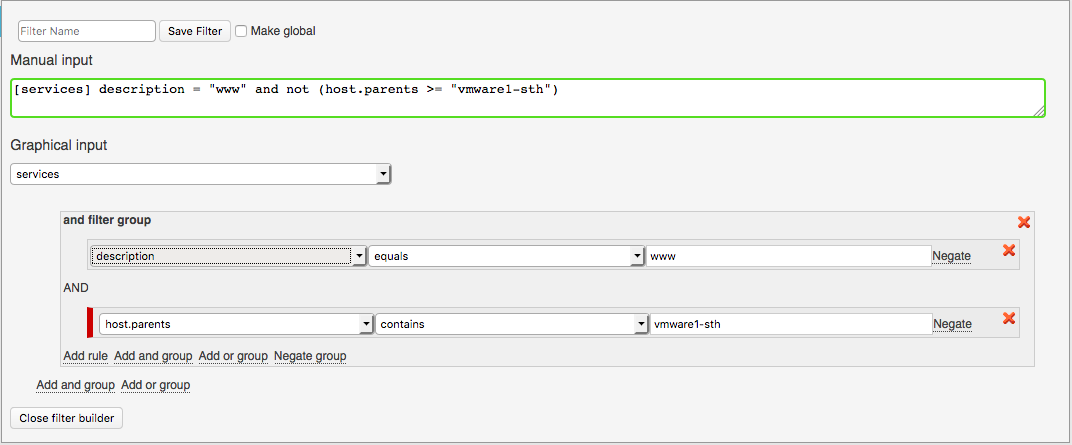 Filter Name Save Filter Make global
Manual input
[services] description = "www" and not (host.parents >= "vmware1-sth")
Graphical input
services
and filter group
description equals www Negate
AND
host.parents contains vmware1-sth Negate
Add rule Add and group Add or group Negate group
Add and group Add or group
Close filter builder